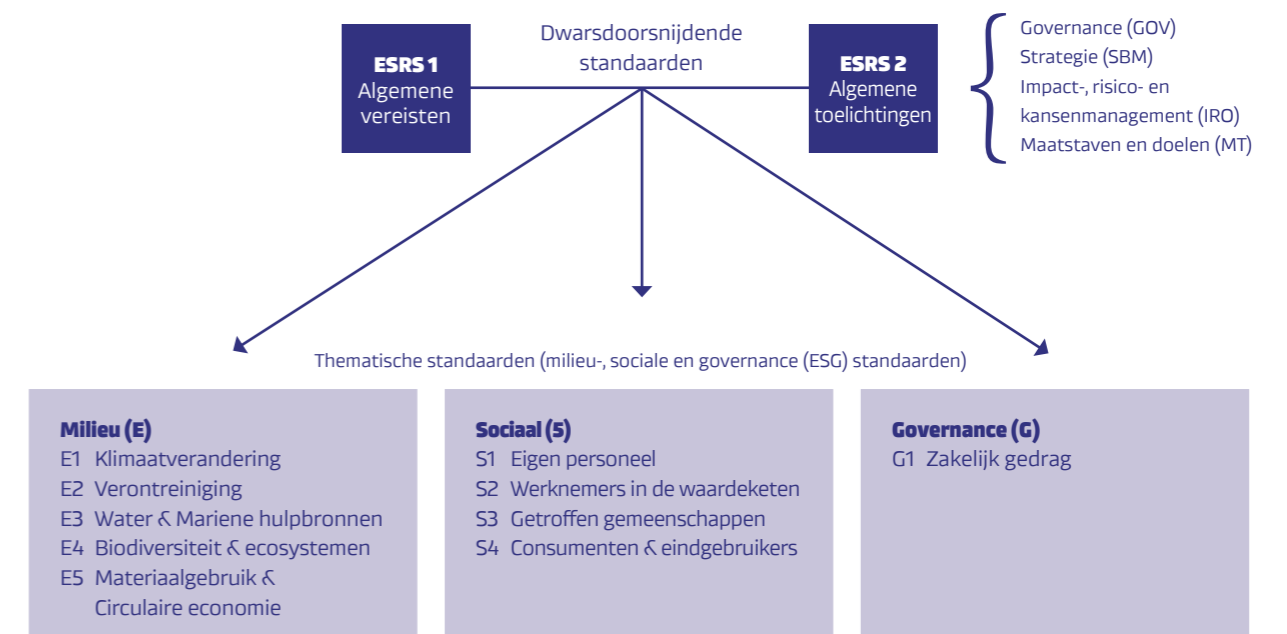 ESRS 1
Algemene
vereisten
Dwarsdoorsnijdende
standaarden
ESRS 2
Algemene
toelichtingen
Governance (GOV)
Strategie (SBM)
Impact-, risico- en
kansenmanagement (IRO)
Maatstaven en doelen (MT)
Thematische standaarden (milieu-, sociale en governance (ESG) standaarden)
Milieu (E)
E1 Klimaatverandering
E2 Verontreiniging
E3 Water & Mariene hulpbronnen
E4 Biodiversiteit & ecosystemen
E5 Materiaalgebruik &
Circulaire economie
Sociaal (5)
S1 Eigen personeel
S2 Werknemers in de waardeketen
S3 Getroffen gemeenschappen
S4 Consumenten & eindgebruikers
Governance (G)
G1 Zakelijk gedrag